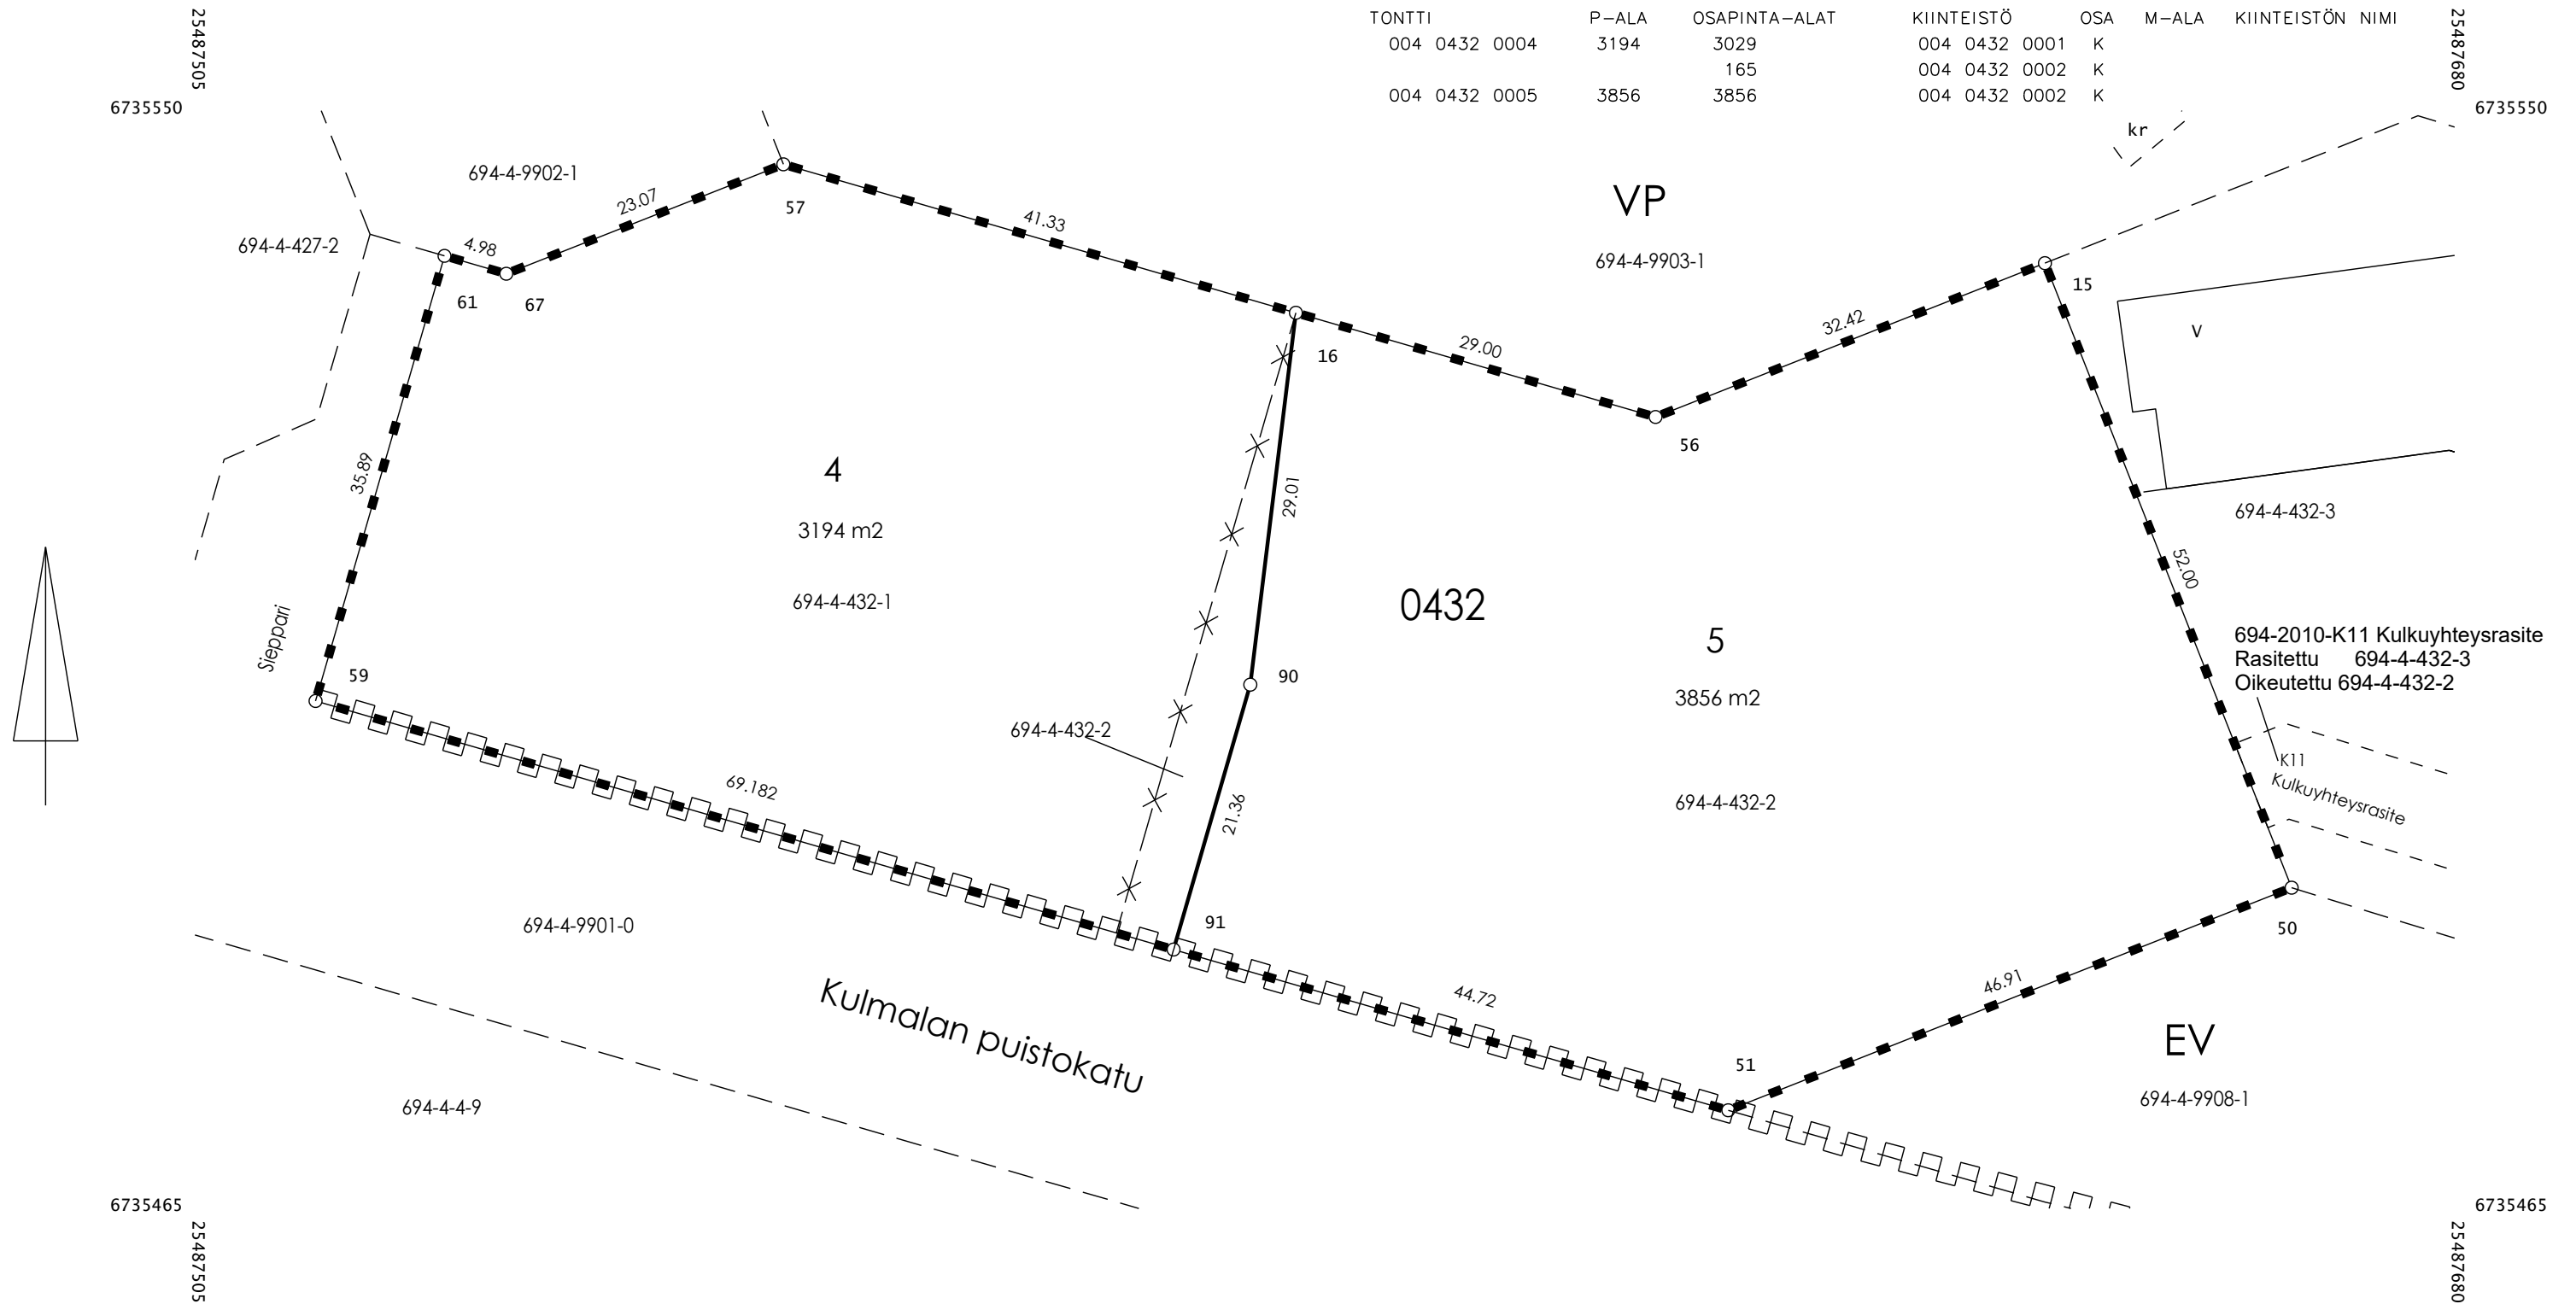 TONTTI P-ALA OSAPINTA-ALAT KIINTEISTÖ OSA M-ALA KIINTEISTÖN NIMI
004 0432 0004 3194 3029 004 0432 0001 K
165 004 0432 0002 K
004 0432 0005 3856 3856 004 0432 0002 K
25487505
25487680
6735550
6735550
kr
694-4-9902-1
23.07
57
41.33
VP
694-4-9903-1
694-4-427-2
4.98
61
67
15
16
29.00
32.42
V
56
4
35.89
29.01
3194 m2
694-4-432-3
52.00
694-4-432-1
0432
5
Sieppari
694-2010-K11 Kulkuyhteysrasite
Rasitettu 694-4-432-3
Oikeutettu 694-4-432-2
59
90
3856 m2
694-4-432-2
K11
Kulkuyhteysrasite
69.182
21.36
694-4-432-2
694-4-9901-0
91
50
Kulmalan puistokatu
44.72
46.91
EV
51
694-4-4-9
694-4-9908-1
6735465
6735465
25487505
25487680